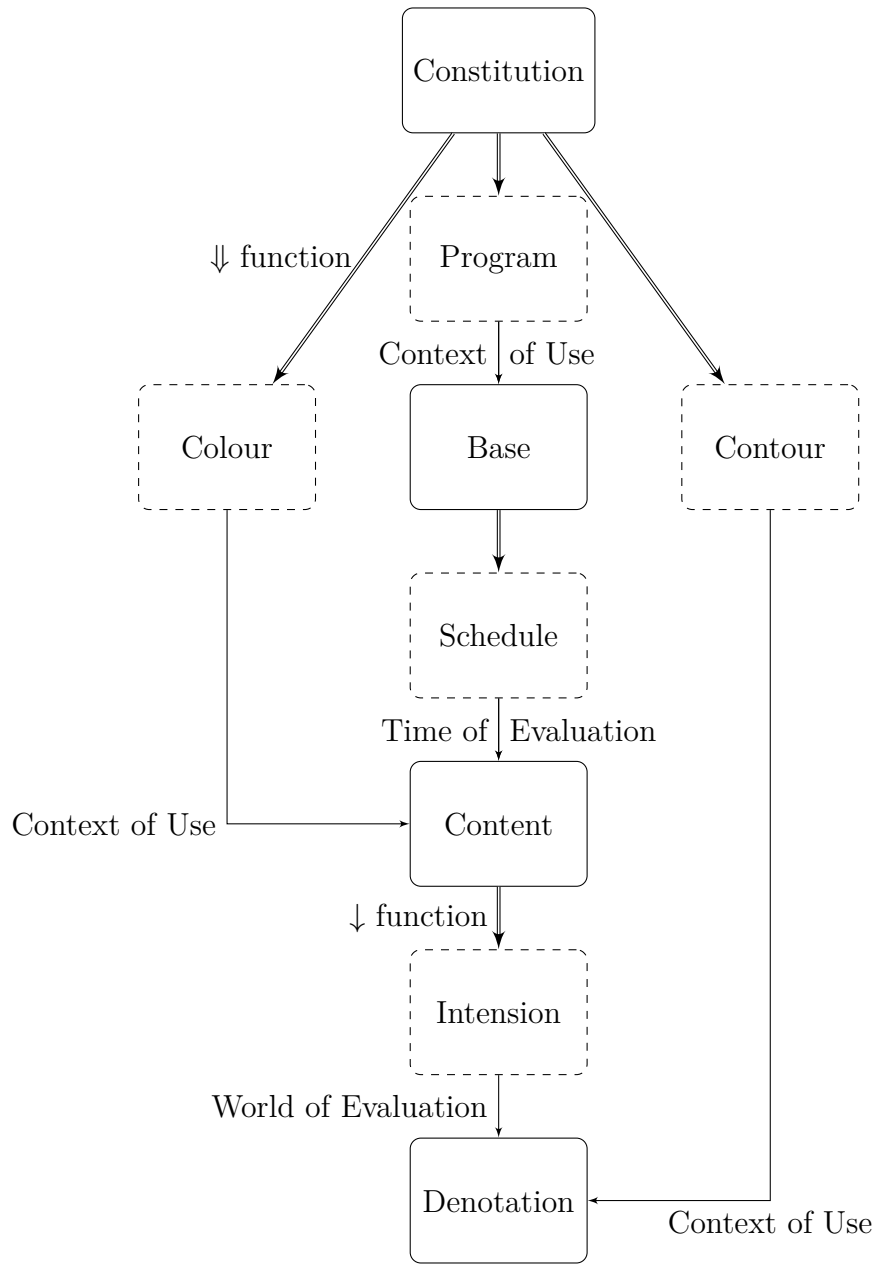 Constitution
⇓ function
Program
Context of Use
Colour
Base
Contour
Schedule
Time of Evaluation
Context of Use
Content
↓ function
Intension
World of Evaluation
Denotation
Context of Use